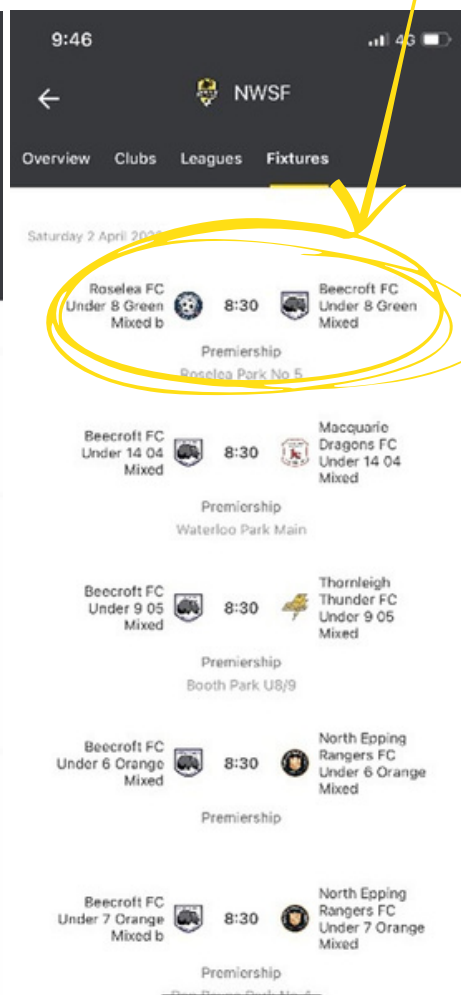 9:46
4G
NWSF
Overview Clubs Leagues Fixtures
Saturday 2 April
Roselea FC
Under 8 Green
Mixed b
8:30
Beecroft FC
Under 8 Green
Mixed
Premiership
Roselea Park No 5
Beecroft FC
Under 14 04
Mixed
8:30
Macquarie
Dragons FC
Under 14 04
Mixed
Premiership
Waterloo Park Main
Beecroft FC
Under 9 05
Mixed
8:30
Thornleigh
Thunder FC
Under 9 05
Mixed
Premiership
Booth Park U8/9
Beecroft FC
Under 6 Orange
Mixed
8:30
North Epping
Rangers FC
Under 6 Orange
Mixed
Premiership
Beecroft FC
Under 7 Orange
Mixed b
8:30
North Epping
Rangers FC
Under 7 Orange
Mixed
Premiership